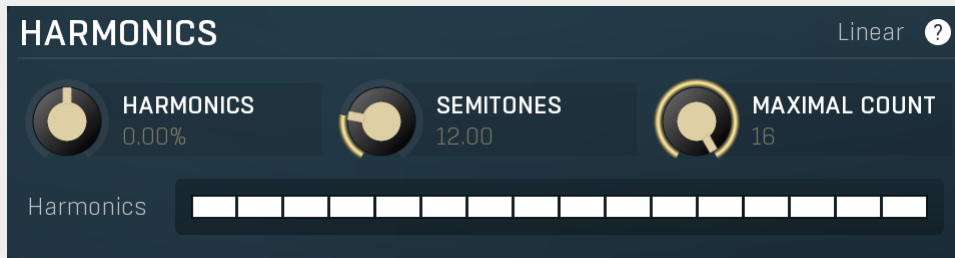 HARMONICS
Linear ?
HARMONICS
0.00%
SEMITONES
12.00
MAXIMAL COUNT
16
Harmonics